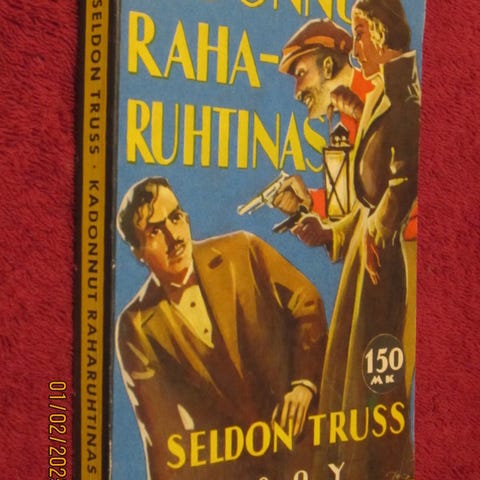 SELDON TRUSS · KADONNUT RAHARUHTINAS
RAHA-
RUHTINAS
150
MK
SELDON TRUSS